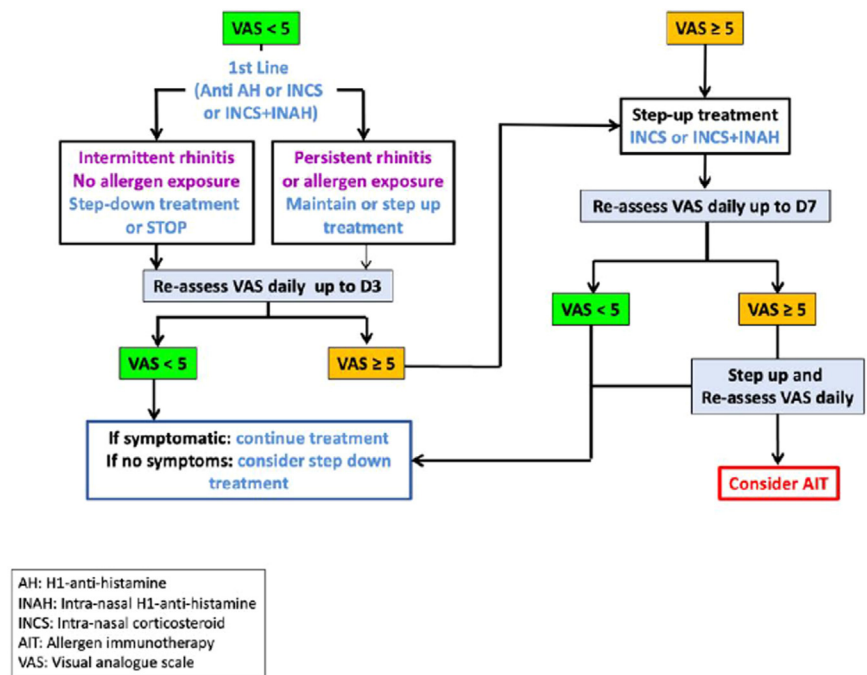 VAS < 5
1st Line
(Anti AH or INCS
or INCS+INAH)
Intermittent rhinitis
No allergen exposure
Step-down treatment
or STOP
Persistent rhinitis
or allergen exposure
Maintain or step up
treatment
Re-assess VAS daily up to D3
VAS < 5
VAS ≥ 5
If symptomatic: continue treatment
If no symptoms: consider step down
treatment
VAS ≥ 5
Step-up treatment
INCS or INCS+INAH
Re-assess VAS daily up to D7
VAS < 5
VAS ≥ 5
Step up and
Re-assess VAS daily
Consider AIT
AH: H1-anti-histamine
INAH: Intra-nasal H1-anti-histamine
INCS: Intra-nasal corticosteroid
AIT: Allergen immunotherapy
VAS: Visual analogue scale